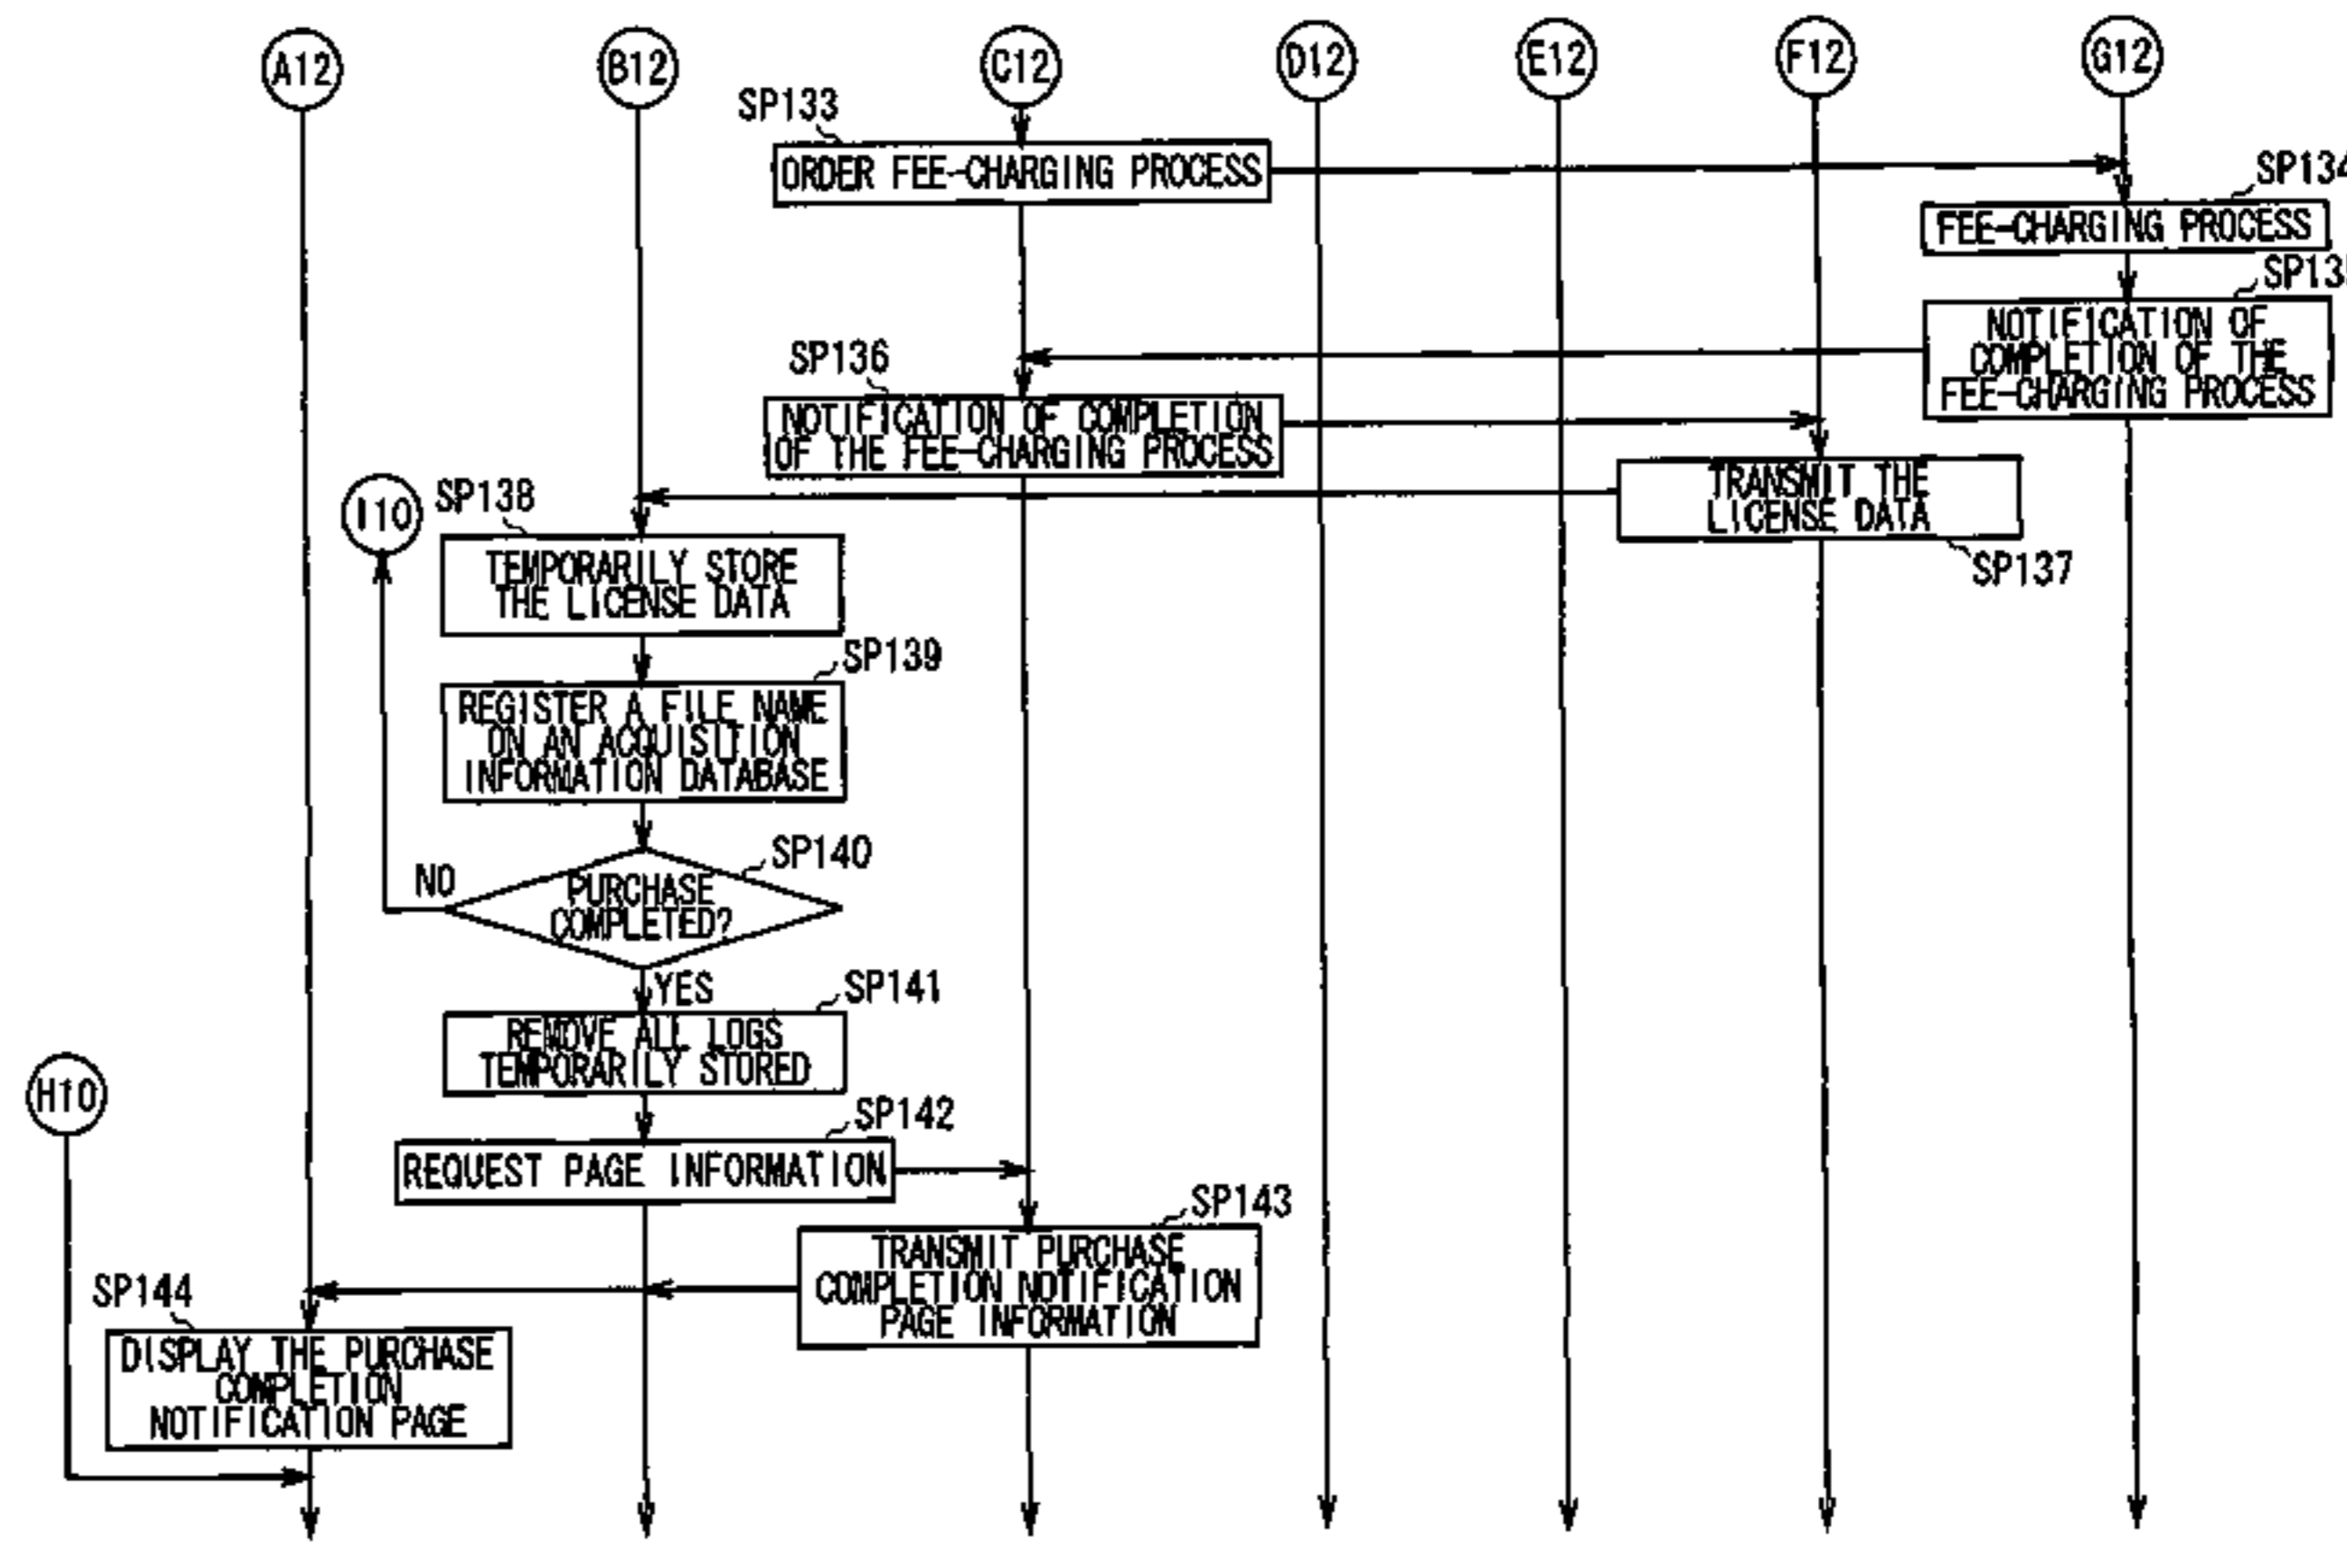 A12
B12
C12
D12
E12
F12
G12
SP133
ORDER FEE-CHARGING PROCESS
SP134
FEE-CHARGING PROCESS
SP135
NOTIFICATION OF
COMPLETION OF THE
FEE-CHARGING PROCESS
SP136
NOTIFICATION OF COMPLETION
OF THE FEE-CHARGING PROCESS
TRANSMIT THE
LICENSE DATA
SP137
I10
SP138
TEMPORARILY STORE
THE LICENSE DATA
SP139
REGISTER A FILE NAME
ON AN ACQUISITION
INFORMATION DATABASE
SP140
PURCHASE
COMPLETED?
NO
YES
SP141
REMOVE ALL LOGS
TEMPORARILY STORED
H10
SP142
REQUEST PAGE INFORMATION
SP143
TRANSMIT PURCHASE
COMPLETION NOTIFICATION
PAGE INFORMATION
SP144
DISPLAY THE PURCHASE
COMPLETION
NOTIFICATION PAGE